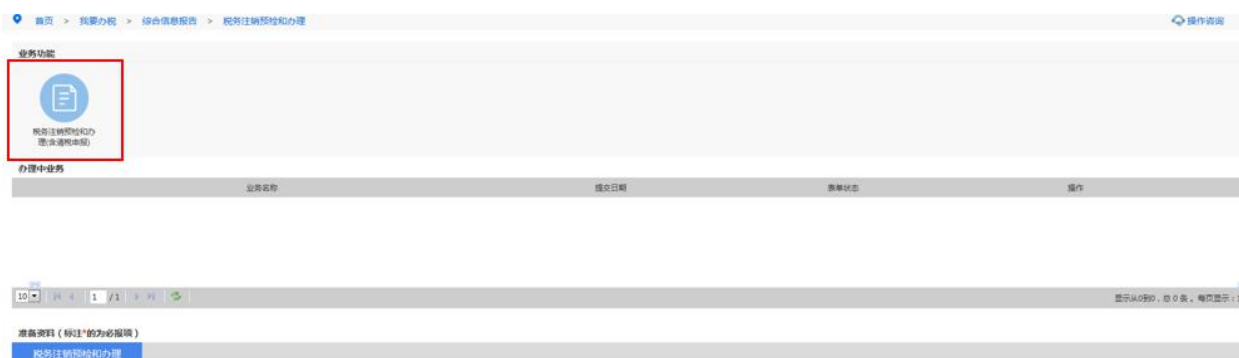 首页 > 我要办税 > 综合信息报告 > 税务注销预检和办理
操作咨询
业务功能
税务注销预检和办
理(含清税申报)
办理中业务
业务名称 提交日期 表单状态 操作
10 1 /1
显示从0到0，总 0 条。每页显示：
准备资料（标注*的为必报项）
税务注销预检和办理